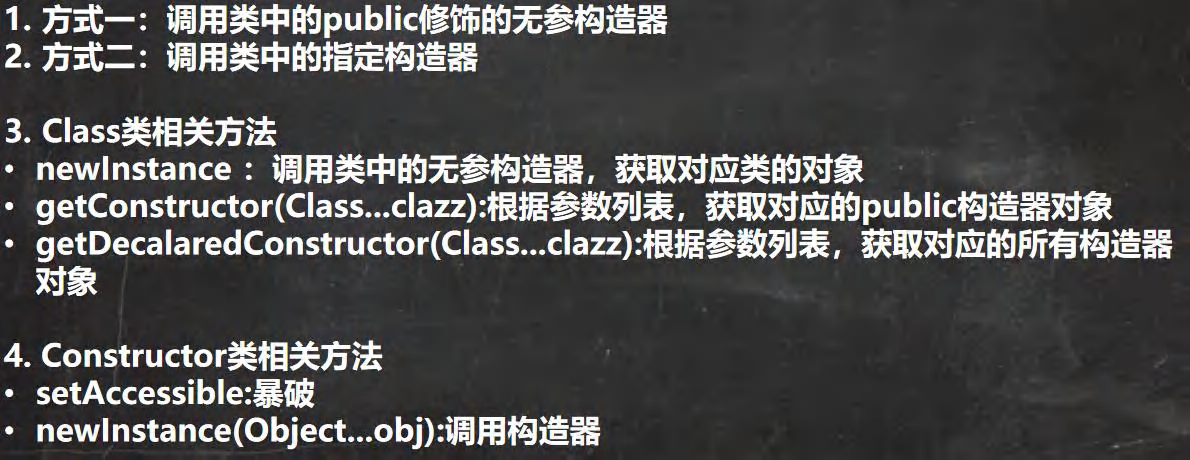 1. 方式一：调用类中的public修饰的无参构造器
2. 方式二：调用类中的指定构造器
3. Class类相关方法
• newInstance ：调用类中的无参构造器，获取对应类的对象
• getConstructor(Class...clazz):根据参数列表，获取对应的public构造器对象
• getDecalaredConstructor(Class...clazz):根据参数列表，获取对应的所有构造器
对象
4. Constructor类相关方法
• setAccessible:暴破
• newInstance(Object...obj):调用构造器